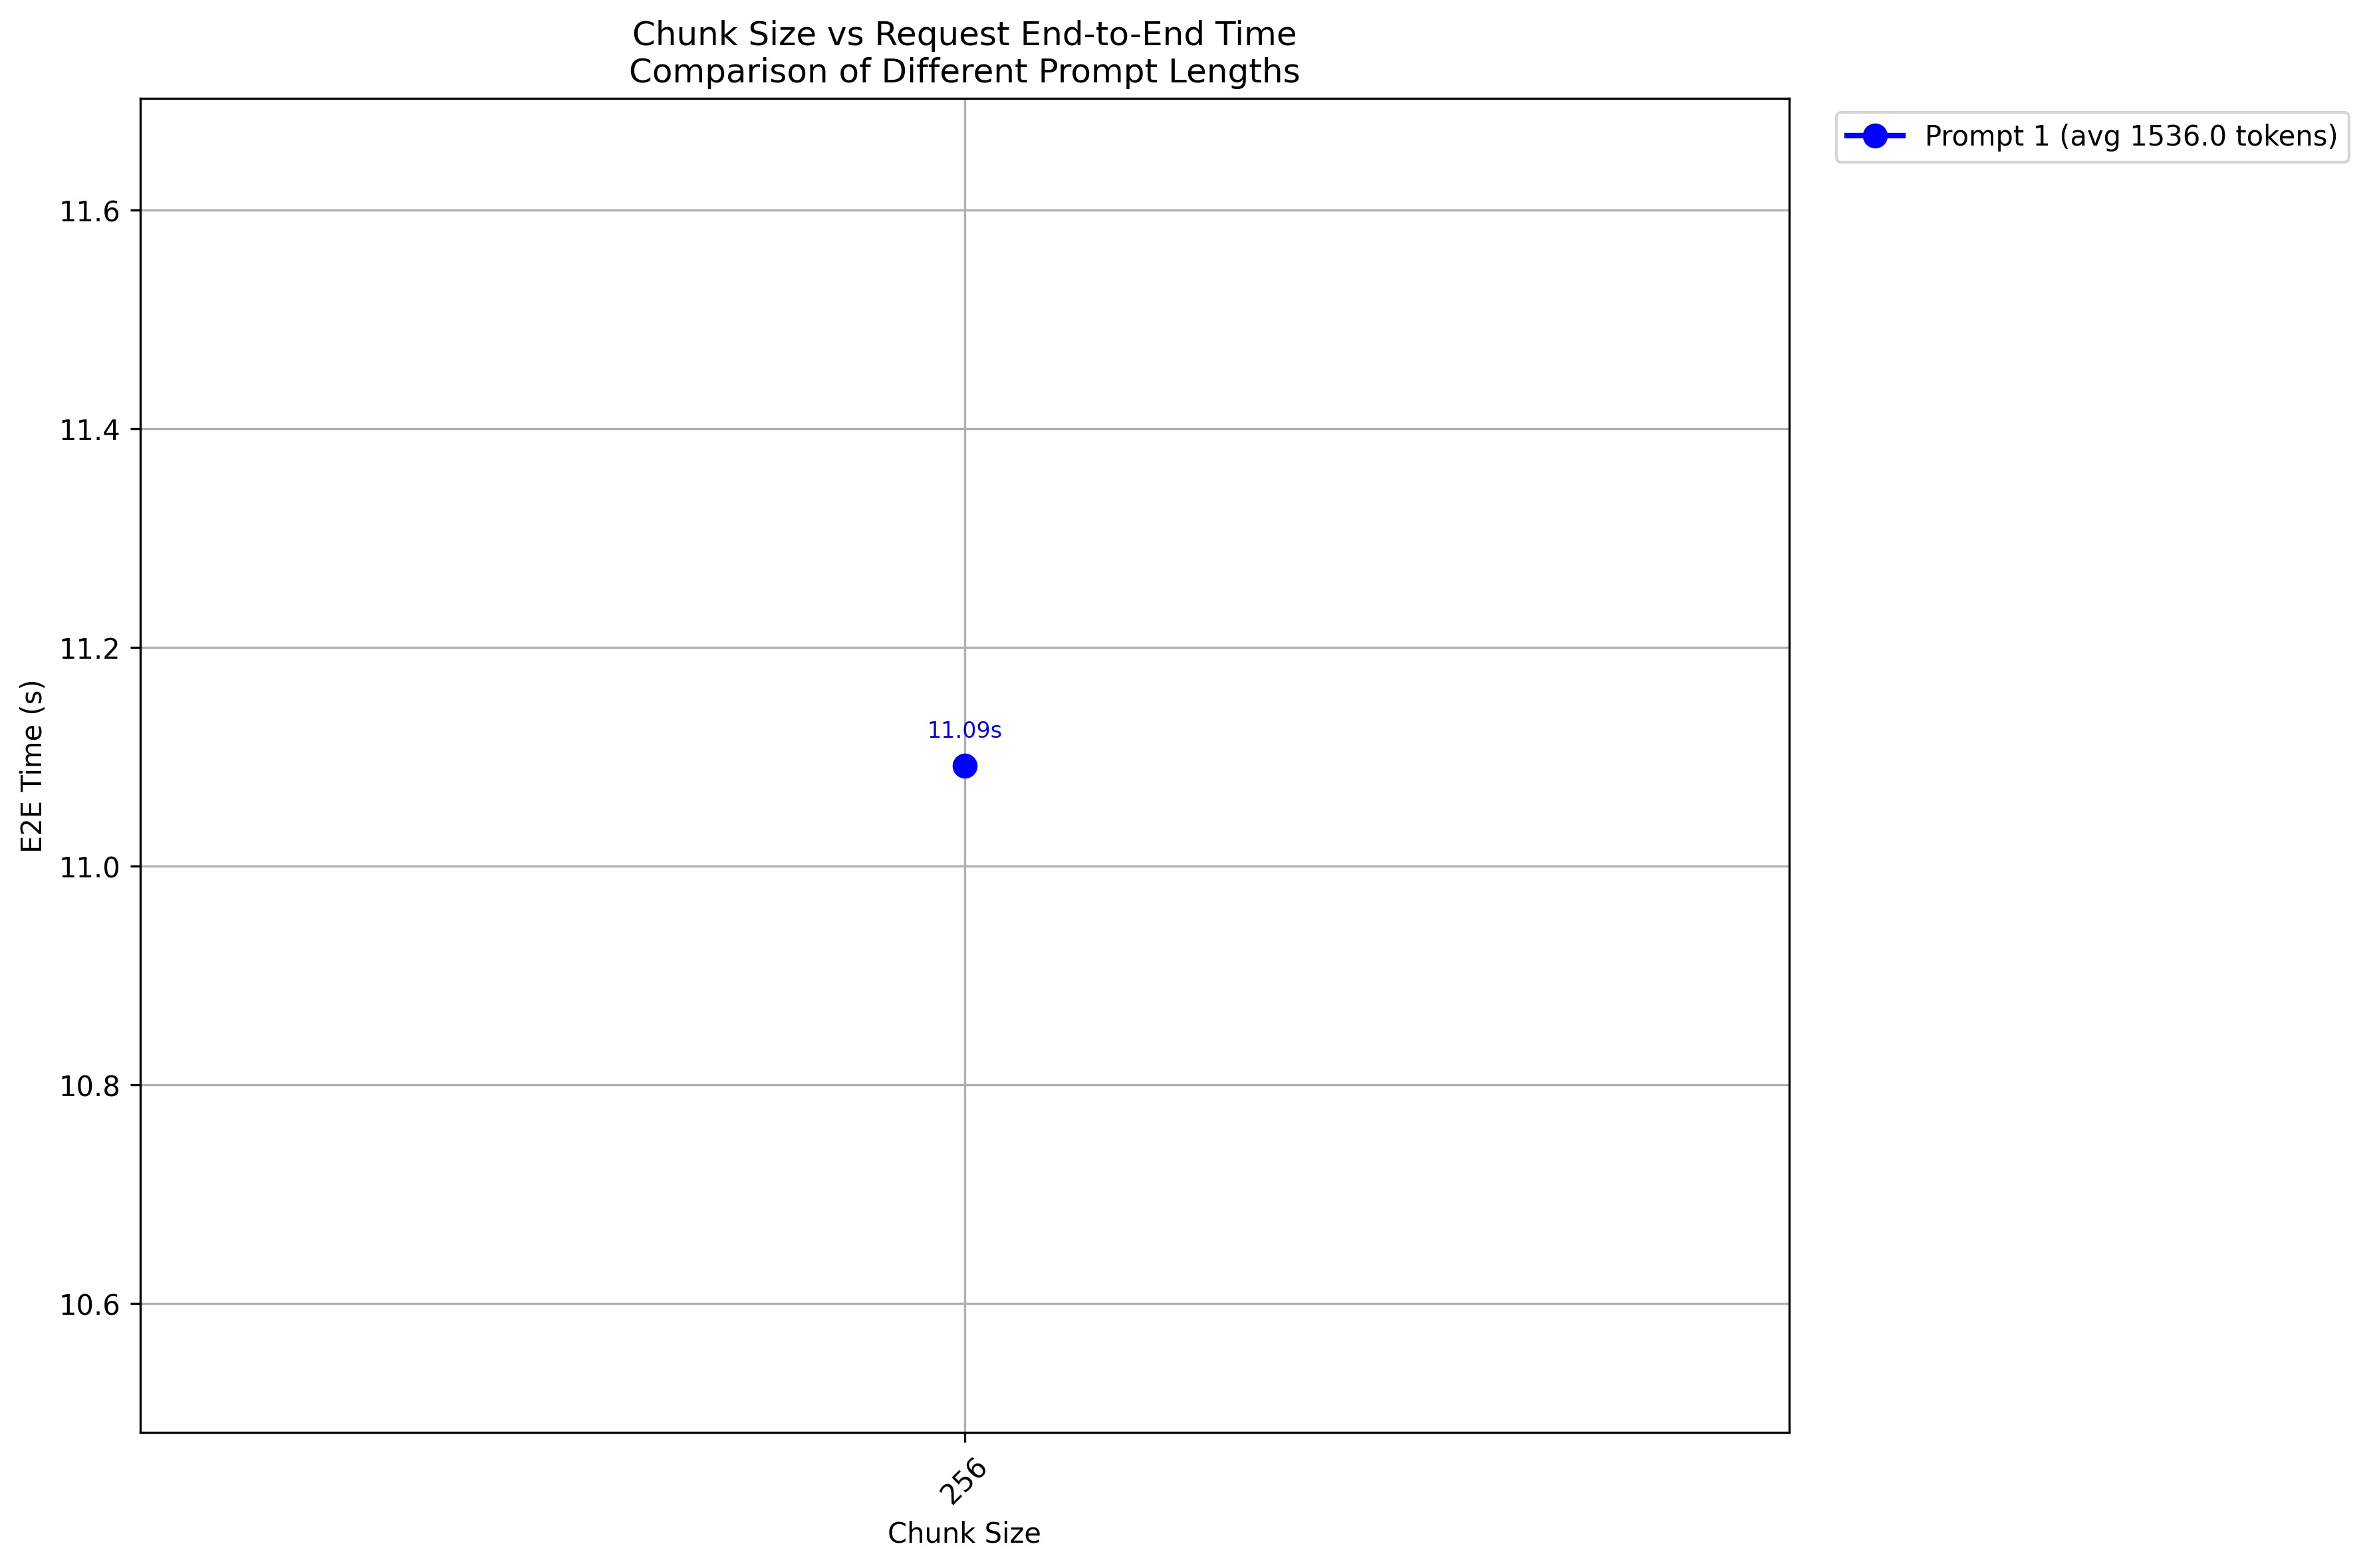 Chunk Size vs Request End-to-End Time
Comparison of Different Prompt Lengths
Prompt 1 (avg 1536.0 tokens)
11.6
11.4
11.2
11.0
10.8
10.6
E2E Time (s)
11.09s
256
Chunk Size